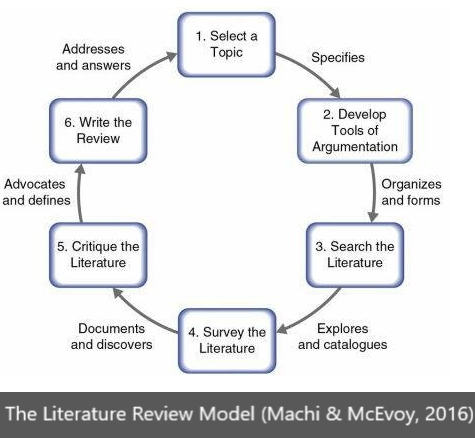 1. Select a
Topic
Specifies
2. Develop
Tools of
Argumentation
Organizes
and forms
3. Search the
Literature
Explores
and catalogues
4. Survey the
Literature
Documents
and discovers
5. Critique the
Literature
Advocates
and defines
6. Write the
Review
Addresses
and answers
The Literature Review Model (Machi & McEvoy, 2016)